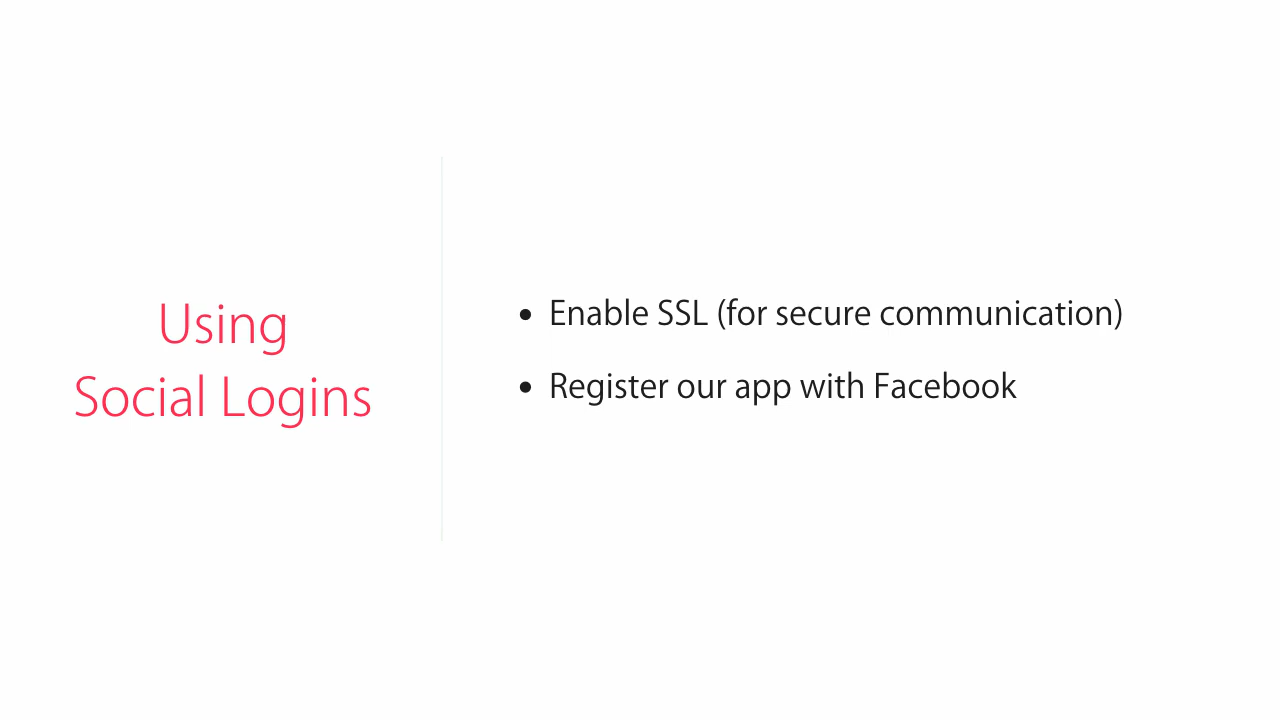 Using
Social Logins
• Enable SSL (for secure communication)
• Register our app with Facebook